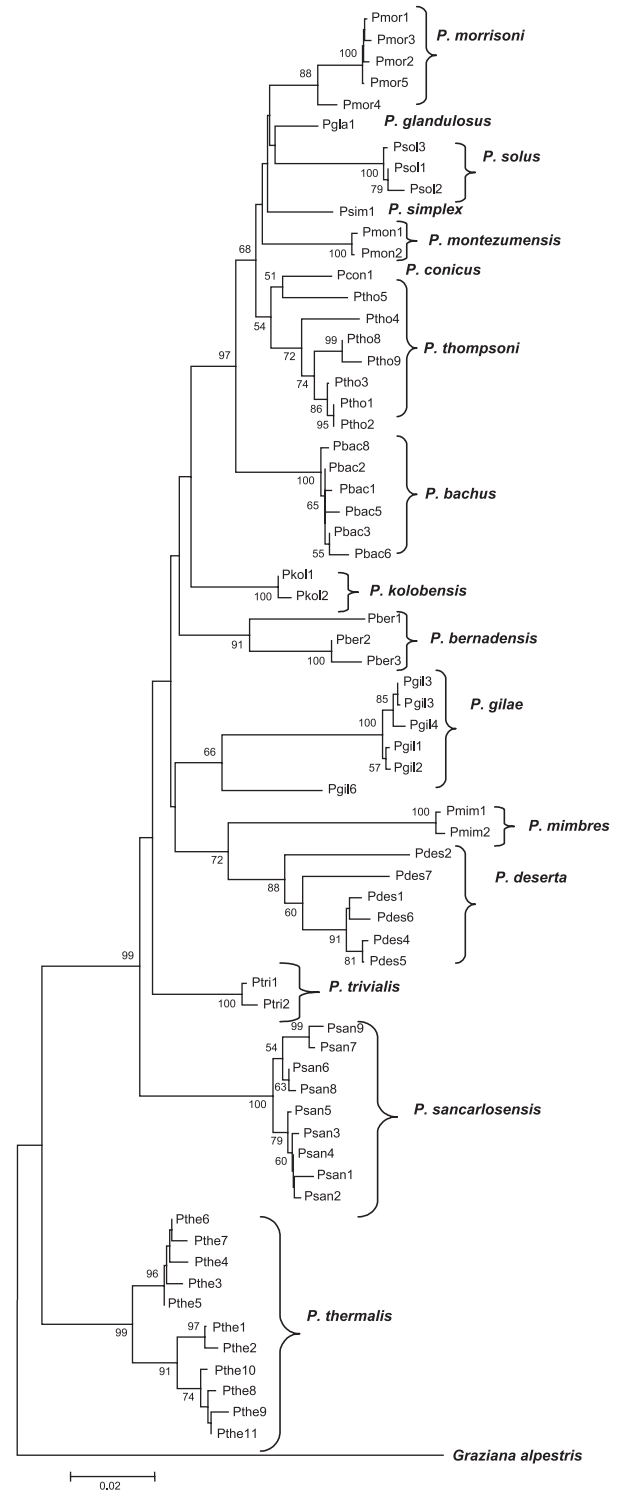 Pmor1
P. morrisoni
Pmor3
100
Pmor2
88
Pmor5
Pmor4
Pgla1
P. glandulosus
Psol3
P. solus
Psol1
100
79
Psol2
Psim1
P. simplex
Pmon1
P. montezumensis
68
100
Pmon2
51
Pcon1
P. conicus
Ptho5
54
Ptho4
99
Ptho8
P. thompsoni
97
72
Ptho9
74
Ptho3
86
Ptho1
95
Ptho2
Pbac8
Pbac2
100
Pbac1
P. bachus
65
Pbac5
Pbac3
55
Pbac6
Pkol1
P. kolobensis
100
Pkol2
Pber1
91
Pber2
P. bernadensis
100
Pber3
Pgil3
85
Pgil3
P. gilae
100
Pgil4
66
Pgil1
57
Pgil2
Pgil6
100
Pmim1
P. mimbres
72
Pmim2
Pdes2
88
Pdes7
P. deserta
60
Pdes1
Pdes6
91
Pdes4
99
81
Pdes5
Ptri1
P. trivialis
100
Ptri2
99
Psan9
54
Psan7
Psan6
63
Psan8
100
Psan5
P. sancarlosensis
79
Psan3
60
Psan4
Psan1
Psan2
Pthe6
Pthe7
Pthe4
96
Pthe3
Pthe5
P. thermalis
99
97
Pthe1
Pthe2
91
Pthe10
74
Pthe8
Pthe9
Pthe11
Graziana alpestris
0.02